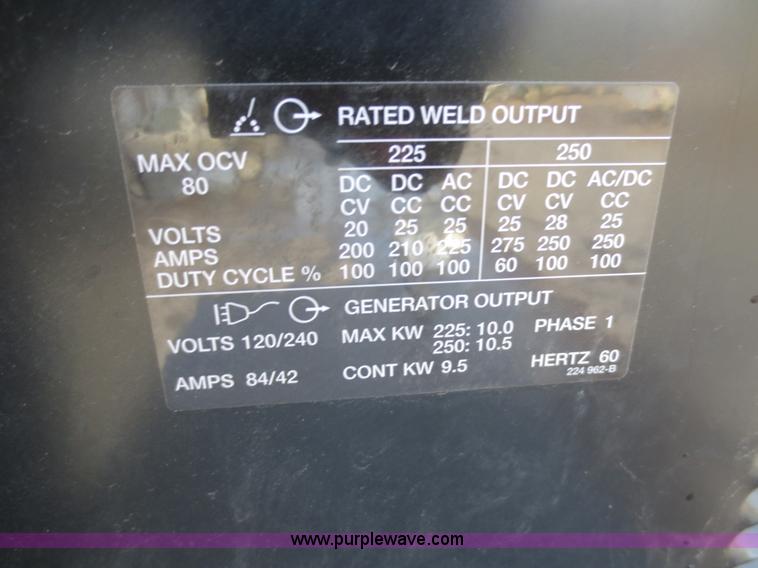 RATED WELD OUTPUT
MAX OCV 225 250
80 DC DC AC DC DC AC/DC
CV CC CC CV CV CC
VOLTS 20 25 25 25 28 25
AMPS 200 210 225 275 250 250
DUTY CYCLE % 100 100 100 60 100 100
GENERATOR OUTPUT
VOLTS 120/240 MAX KW 225: 10.0 PHASE 1
250: 10.5
AMPS 84/42 CONT KW 9.5 HERTZ 60
224 962-B
www.purplewave.com